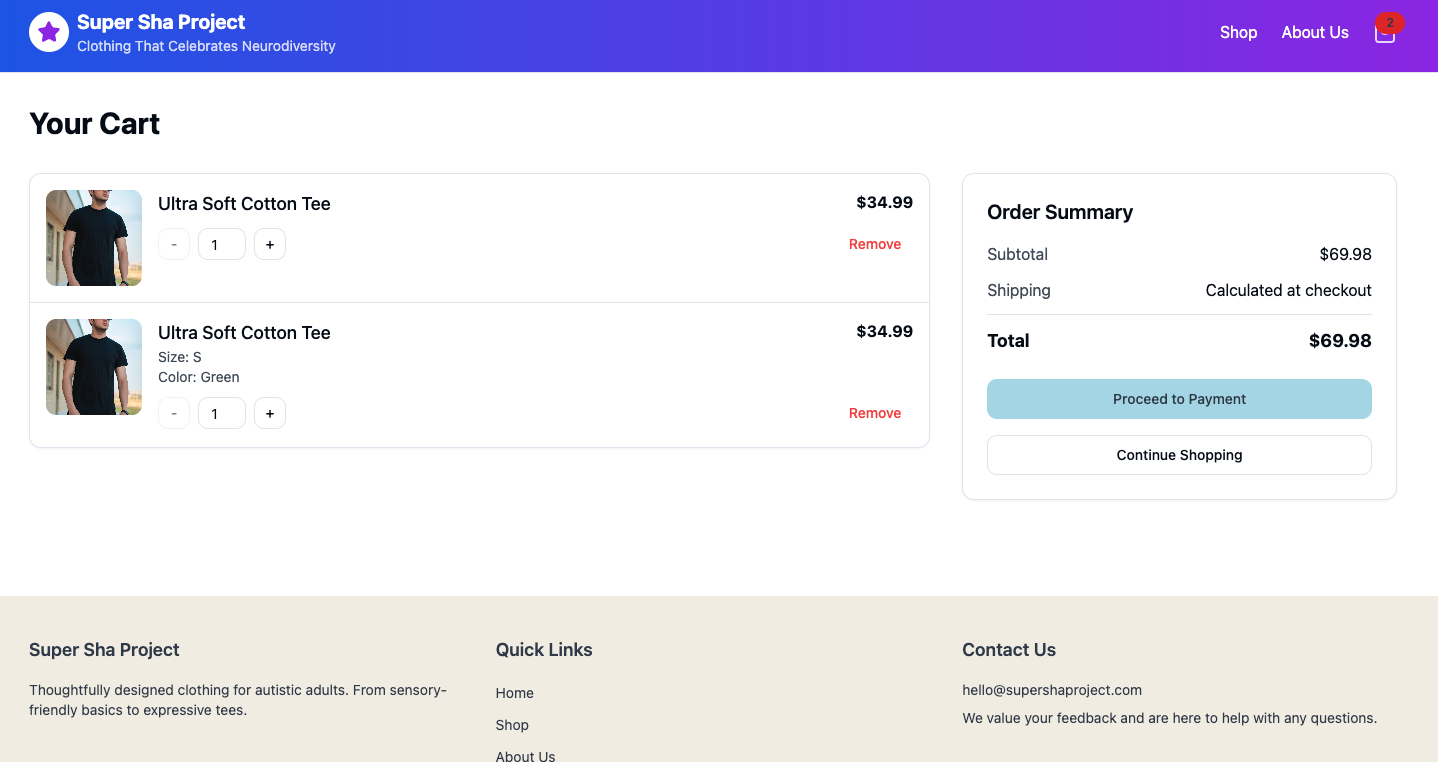 Super Sha Project
Clothing That Celebrates Neurodiversity
Shop
About Us
2
Your Cart
Ultra Soft Cotton Tee
$34.99
-
1
+
Remove
Ultra Soft Cotton Tee
$34.99
Size: S
Color: Green
-
1
+
Remove
Order Summary
Subtotal
$69.98
Shipping
Calculated at checkout
Total
$69.98
Proceed to Payment
Continue Shopping
Super Sha Project
Thoughtfully designed clothing for autistic adults. From sensory-
friendly basics to expressive tees.
Quick Links
Home
Shop
About Us
Contact Us
hello@supershaproject.com
We value your feedback and are here to help with any questions.